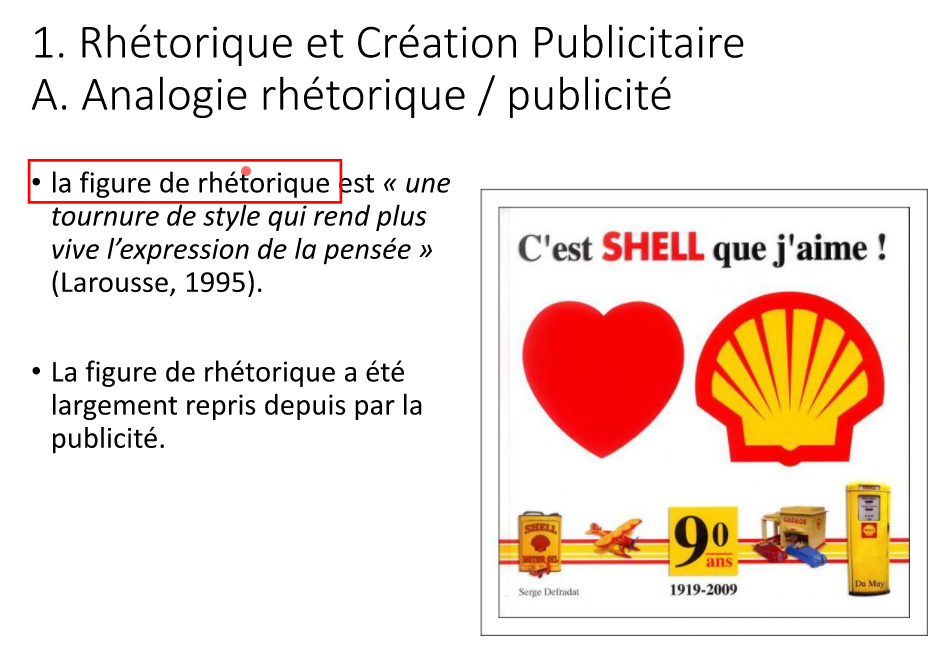 1. Rhétorique et Création Publicitaire
A. Analogie rhétorique / publicité
• la figure de rhétorique est « une
tournure de style qui rend plus
vive l’expression de la pensée »
(Larousse, 1995).
• La figure de rhétorique a été
largement repris depuis par la
publicité.
C'est SHELL que j'aime !
SHELL
MOTOR OIL
GARAGE
90
ans
1919-2009
Serge Defradat
Du May